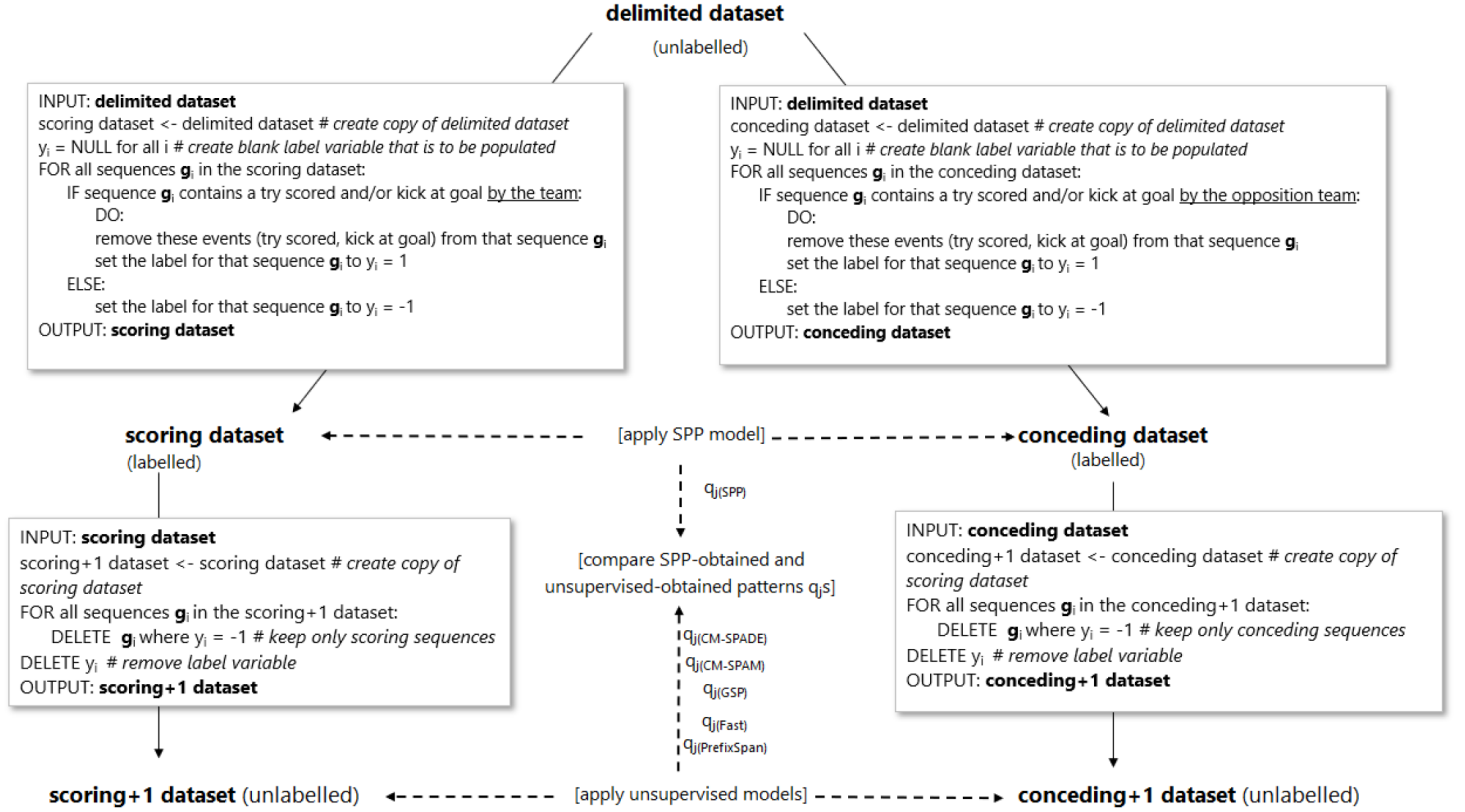 delimited dataset
(unlabelled)
INPUT: delimited dataset
scoring dataset <- delimited dataset # create copy of delimited dataset
yi = NULL for all i # create blank label variable that is to be populated
FOR all sequences gi in the scoring dataset:
IF sequence gi contains a try scored and/or kick at goal by the team:
DO:
remove these events (try scored, kick at goal) from that sequence gi
set the label for that sequence gi to yi = 1
ELSE:
set the label for that sequence gi to yi = -1
OUTPUT: scoring dataset
INPUT: delimited dataset
conceding dataset <- delimited dataset # create copy of delimited dataset
yi = NULL for all i # create blank label variable that is to be populated
FOR all sequences gi in the conceding dataset:
IF sequence gi contains a try scored and/or kick at goal by the opposition team:
DO:
remove these events (try scored, kick at goal) from that sequence gi
set the label for that sequence gi to yi = 1
ELSE:
set the label for that sequence gi to yi = -1
OUTPUT: conceding dataset
scoring dataset
(labelled)
[apply SPP model]
conceding dataset
(labelled)
qj(SPP)
INPUT: scoring dataset
scoring+1 dataset <- scoring dataset # create copy of
scoring dataset
FOR all sequences gi in the scoring+1 dataset:
DELETE gi where yi = -1 # keep only scoring sequences
DELETE yi # remove label variable
OUTPUT: scoring+1 dataset
[compare SPP-obtained and
unsupervised-obtained patterns qjs]
qj(CM-SPADE)
qj(CM-SPAM)
qj(GSP)
qj(Fast)
qj(PrefixSpan)
INPUT: conceding dataset
conceding+1 dataset <- conceding dataset # create copy of
scoring dataset
FOR all sequences gi in the conceding+1 dataset:
DELETE gi where yi = -1 # keep only conceding sequences
DELETE yi # remove label variable
OUTPUT: conceding+1 dataset
scoring+1 dataset (unlabelled)
[apply unsupervised models]
conceding+1 dataset (unlabelled)